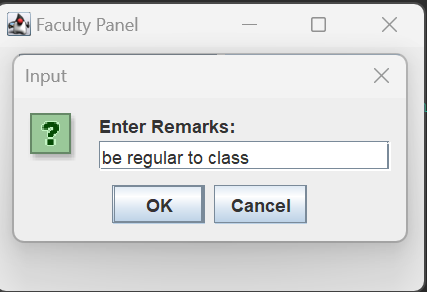 Faculty Panel
Input
Enter Remarks:
be regular to class
OK Cancel